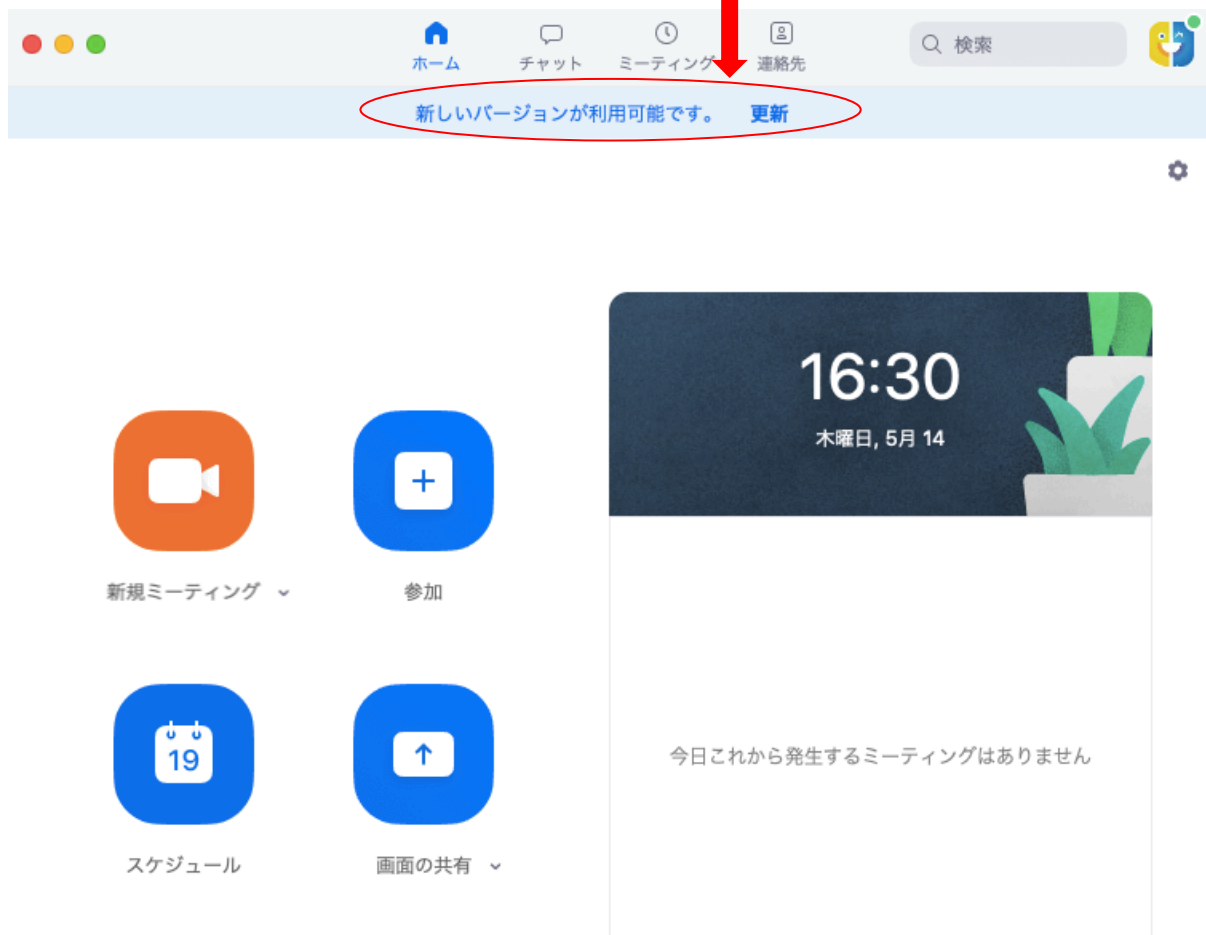 ホーム チャット ミーティング 連絡先 検索
新しいバージョンが利用可能です。 更新
16:30
木曜日, 5月 14
新規ミーティング 参加
19
スケジュール 画面の共有
今日これから発生するミーティングはありません